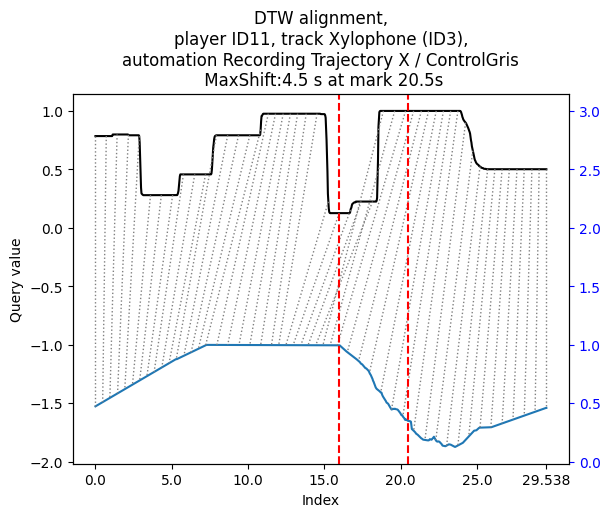 DTW alignment,
player ID11, track Xylophone (ID3),
automation Recording Trajectory X / ControlGris
MaxShift:4.5 s at mark 20.5s
1.0
0.5
0.0
−0.5
−1.0
−1.5
−2.0
Query value
3.0
2.5
2.0
1.5
1.0
0.5
0.0
0.0 5.0 10.0 15.0 20.0 25.0 29.538
Index